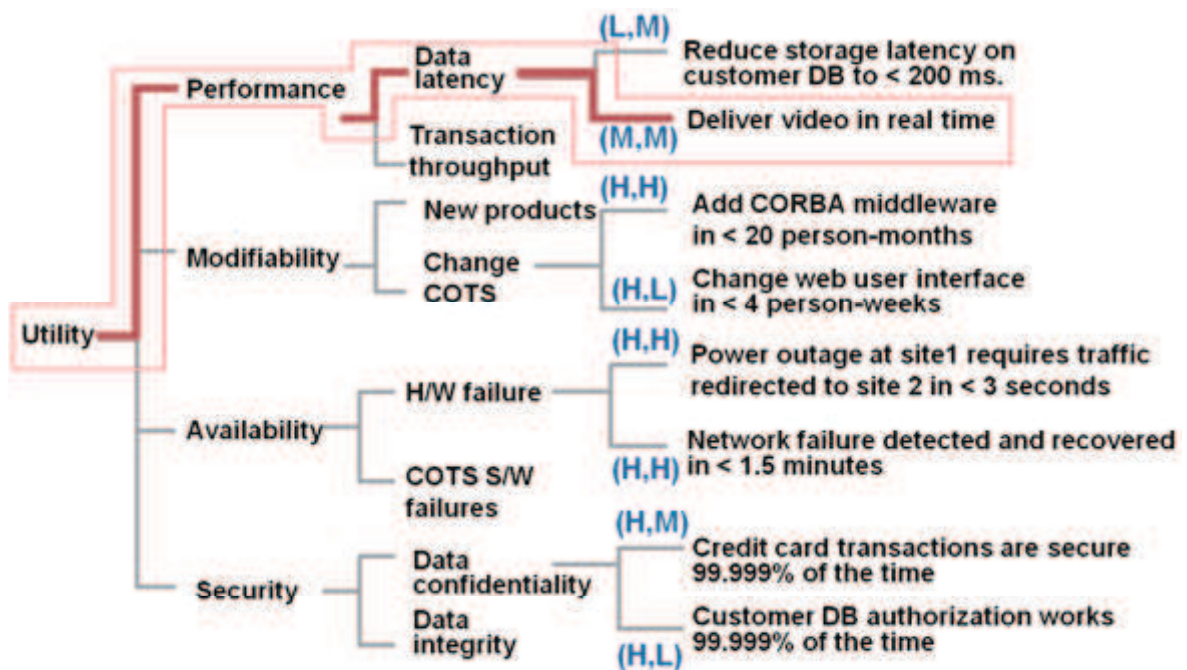 (L,M)
Reduce storage latency on
customer DB to < 200 ms.
Data
latency
Performance
Deliver video in real time
(M,M)
Transaction
throughput
(H,H)
New products
Add CORBA middleware
in < 20 person-months
Modifiability
Change
COTS
(H,L)
Change web user interface
in < 4 person-weeks
Utility
(H,H)
Power outage at site1 requires traffic
redirected to site 2 in < 3 seconds
H/W failure
Availability
Network failure detected and recovered
in < 1.5 minutes
(H,H)
COTS S/W
failures
(H,M)
Credit card transactions are secure
99.999% of the time
Data
confidentiality
Security
Data
integrity
Customer DB authorization works
99.999% of the time
(H,L)